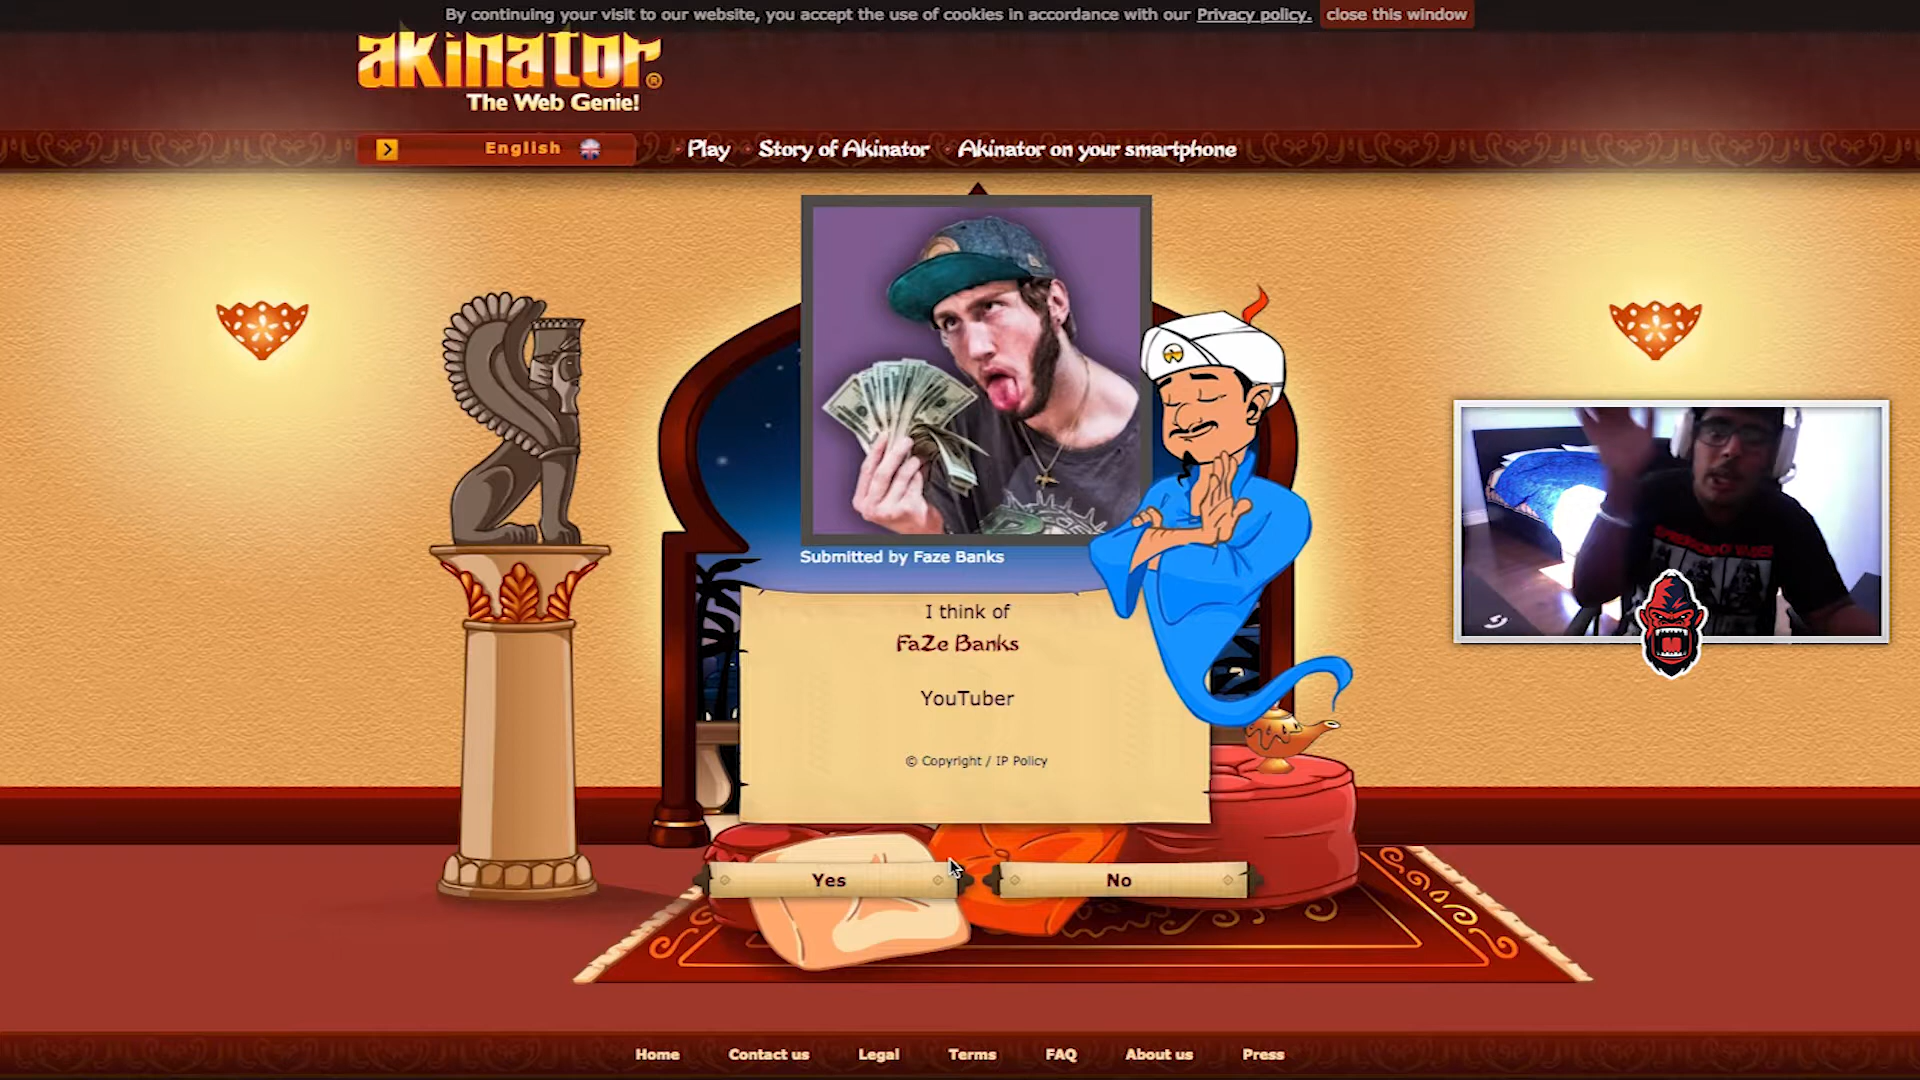 By continuing your visit to our website, you accept the use of cookies in accordance with our Privacy policy. close this window
akinator®
The Web Genie!
English
Play
Story of Akinator
Akinator on your smartphone
Submitted by Faze Banks
I think of
FaZe Banks
YouTuber
© Copyright / IP Policy
Yes
No
Home
Contact us
Legal
Terms
FAQ
About us
Press